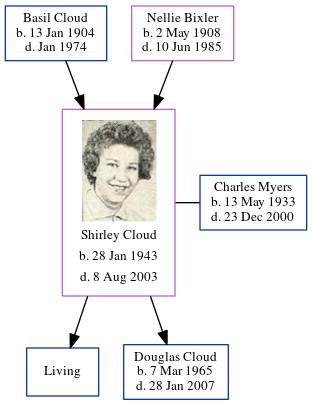 Basil Cloud
b. 13 Jan 1904
d. Jan 1974
Nellie Bixler
b. 2 May 1908
d. 10 Jun 1985
Shirley Cloud
b. 28 Jan 1943
d. 8 Aug 2003
Charles Myers
b. 13 May 1933
d. 23 Dec 2000
Living
Douglas Cloud
b. 7 Mar 1965
d. 28 Jan 2007